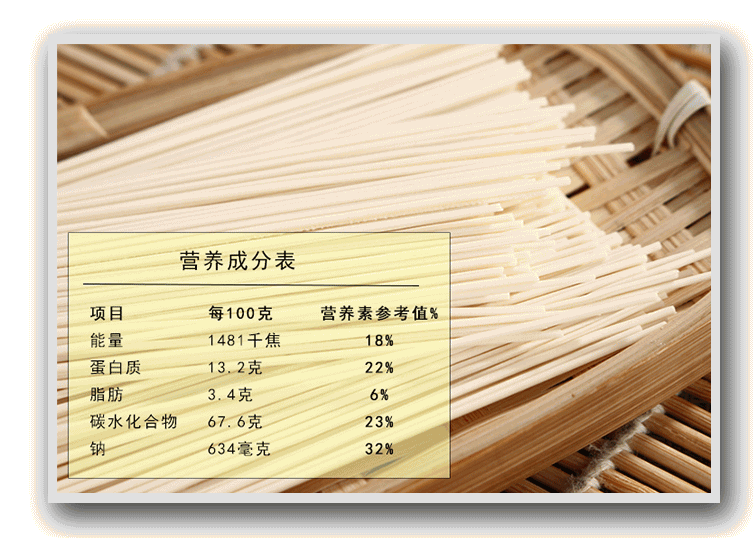 营养成分表
项目 每100克 营养素参考值%
能量 1481千焦 18%
蛋白质 13.2克 22%
脂肪 3.4克 6%
碳水化合物 67.6克 23%
钠 634毫克 32%